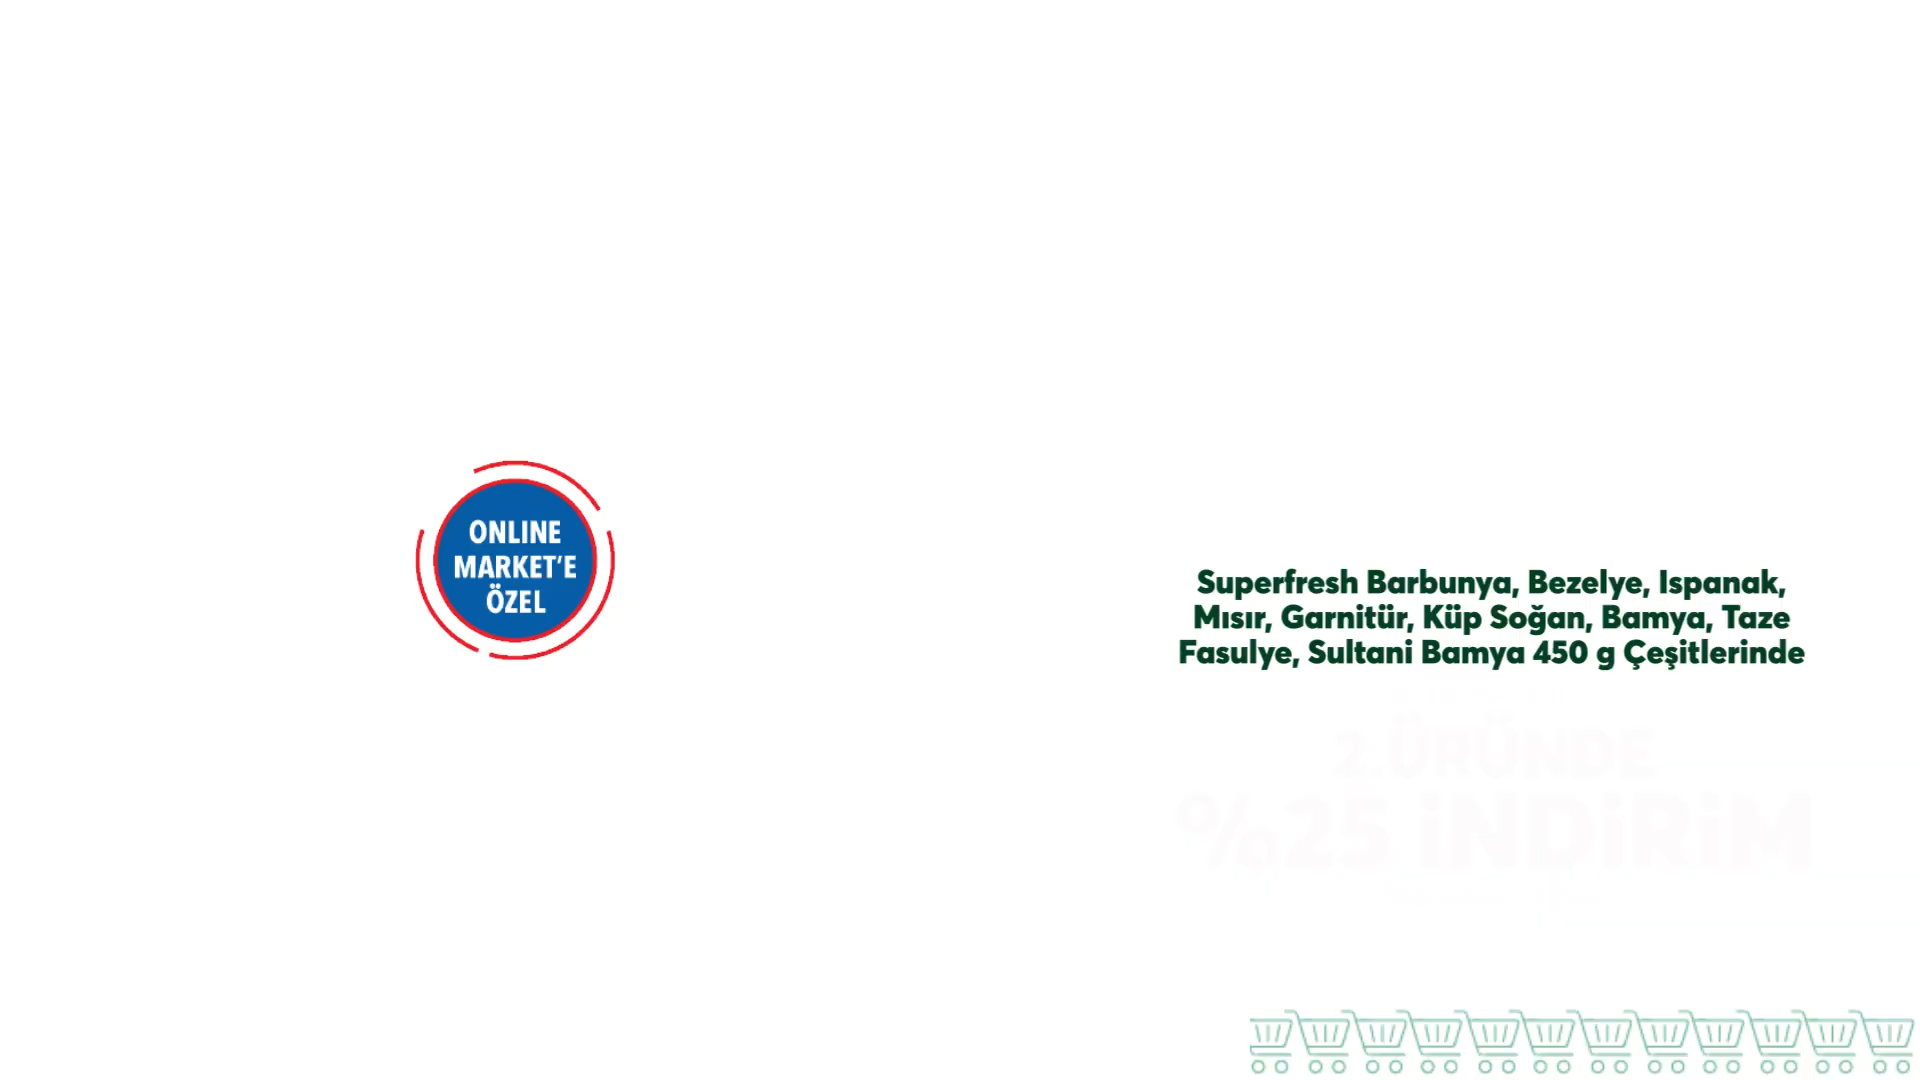 ONLINE
MARKET'E
ÖZEL
Superfresh Barbunya, Bezelye, Ispanak,
Mısır, Garnitür, Küp Soğan, Bamya, Taze
Fasulye, Sultani Bamya 450 g Çeşitlerinde
2.ÜRÜNDE
%25 İNDİRİM